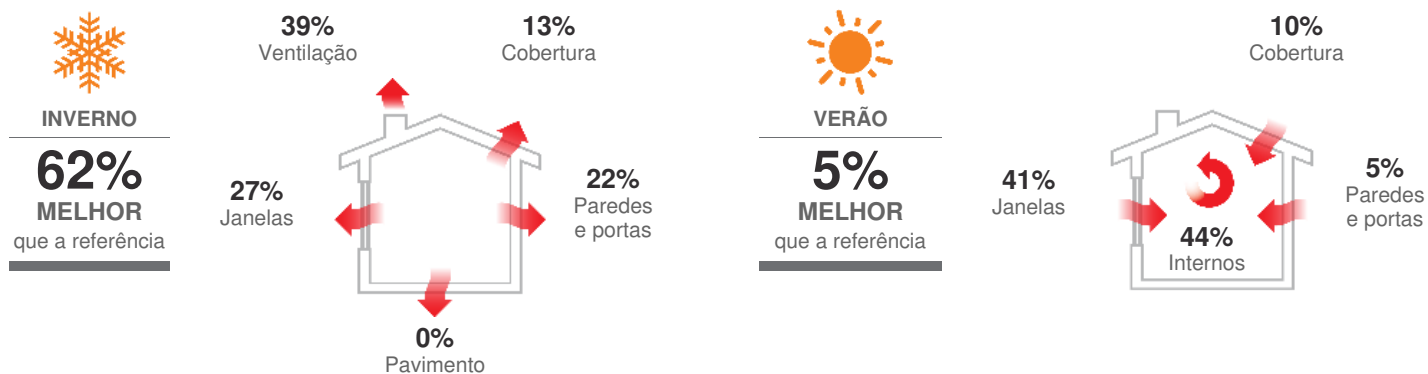 INVERNO
62%
MELHOR
que a referência
39%
Ventilação
13%
Cobertura
27%
Janelas
22%
Paredes
e portas
0%
Pavimento
VERÃO
5%
MELHOR
que a referência
10%
Cobertura
41%
Janelas
5%
Paredes
e portas
44%
Internos